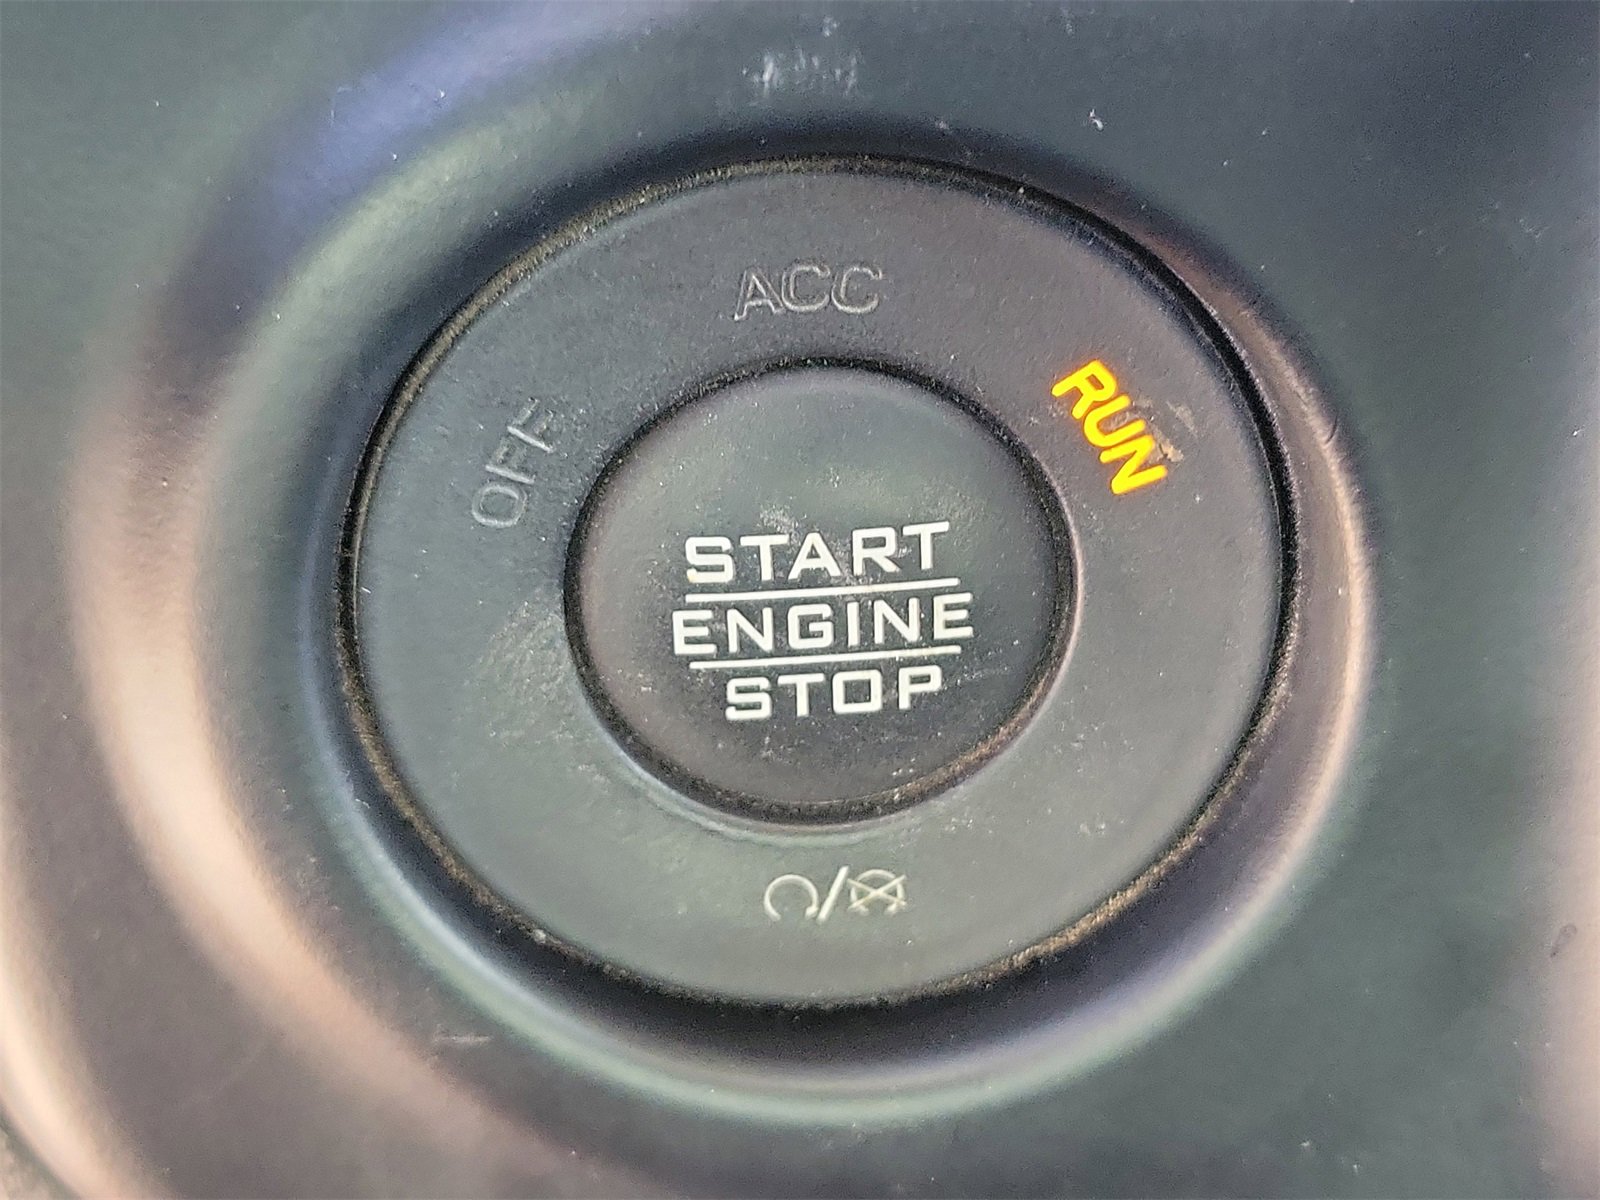 ACC
OFF
RUN
START
ENGINE
STOP